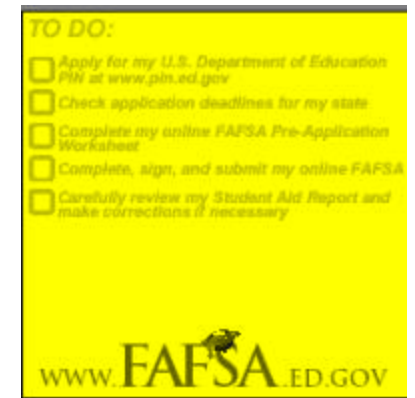 TO DO:
Apply for my U.S. Department of Education
PIN at www.pin.ed.gov
Check application deadlines for my state
Complete my online FAFSA Pre-Application
Worksheet
Complete, sign, and submit my online FAFSA
Carefully review my Student Aid Report and
make corrections if necessary
WWW.FAFSA.ED.GOV